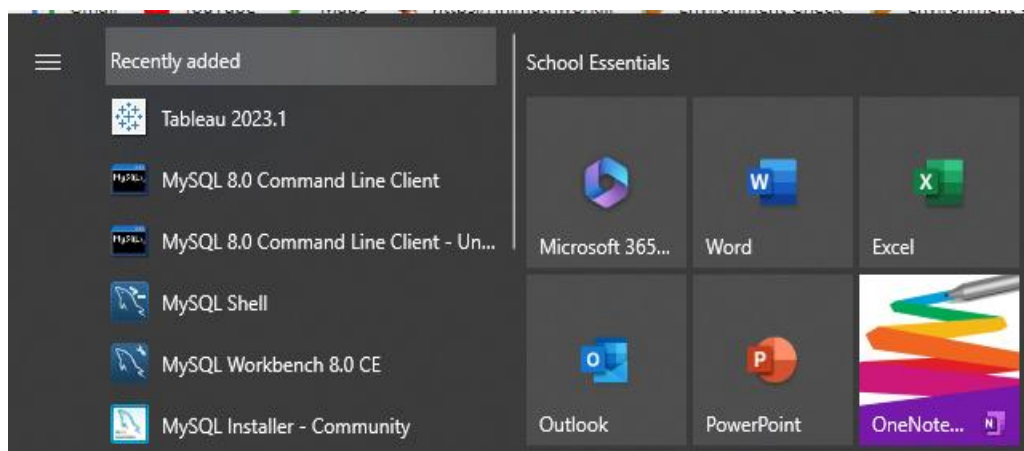 Recently added
Tableau 2023.1
MySQL 8.0 Command Line Client
MySQL 8.0 Command Line Client - Un...
MySQL Shell
MySQL Workbench 8.0 CE
MySQL Installer - Community
School Essentials
Microsoft 365...
Word
Excel
Outlook
PowerPoint
OneNote...